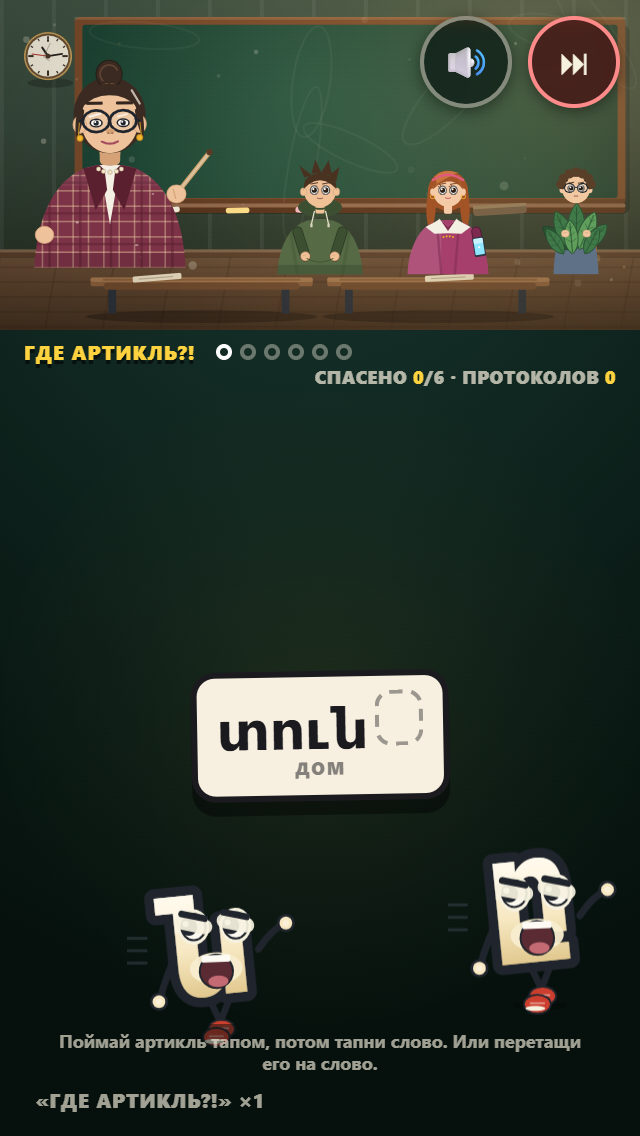 ГДЕ АРТИКЛЬ?!
СПАСЕНО 0/6 · ПРОТОКОЛОВ 0
տուն
дом
ն
ը
Поймай артикль тапом, потом тапни слово. Или перетащи
его на слово.
«ГДЕ АРТИКЛЬ?!» ×1